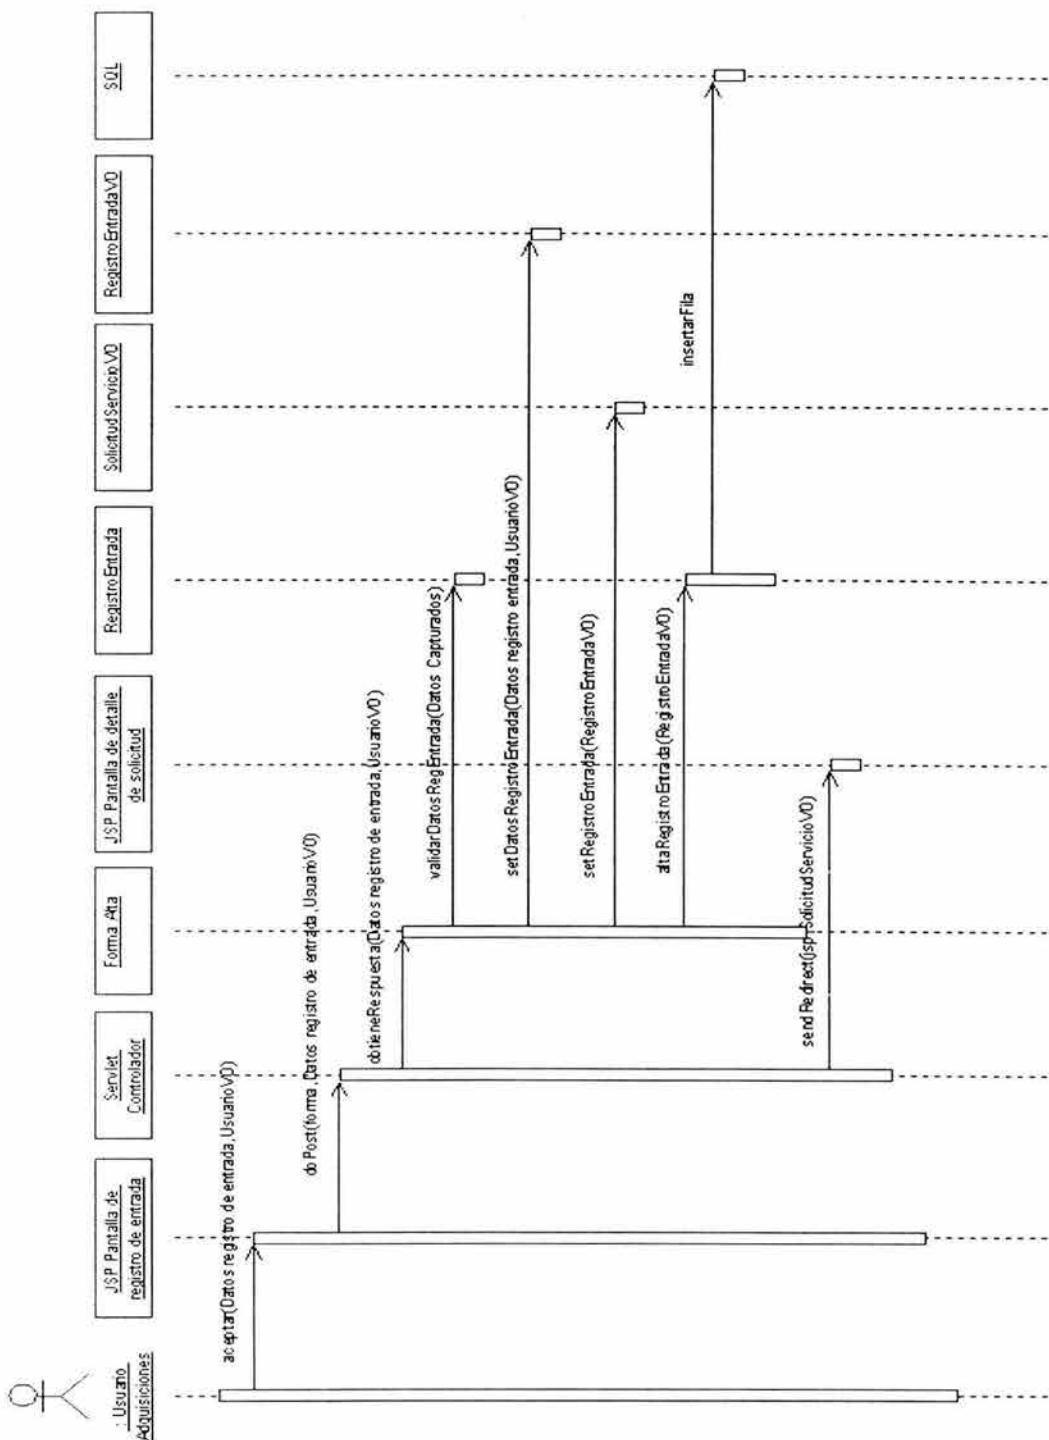 : Usuario
Adquisiciones
JSP Pantalla de
registro de entrada
Servlet
Controlador
Forma Alta
JSP Pantalla de detalle
de solicitud
RegistroEntrada
SolicitudServicioVO
RegistroEntradaVO
SQL
aceptar(Datos registro de entrada,UsuarioVO)
doPost(forma,Datos registro de entrada,UsuarioVO)
obtieneRespuesta(Datos registro de entrada,UsuarioVO)
validarDatosRegEntrada(Datos Capturados)
setDatosRegistroEntrada(Datos registro entrada,UsuarioVO)
setRegistroEntrada(RegistroEntradaVO)
altaRegistroEntrada(RegistroEntradaVO)
insertarFila
sendRedirect(jsp SolicitudServicioVO)